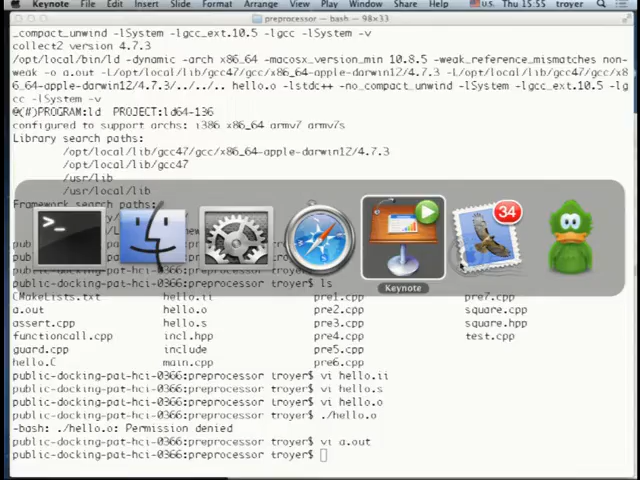 Keynote File Edit Insert Slide Format Arrange View Play Window Share Help U.S. Thu 15:55 troyer
preprocessor — bash — 98×33
_compact_unwind -lSystem -lgcc_ext.10.5 -lgcc -lSystem -v
collect2 version 4.7.3
/opt/local/bin/ld -dynamic -arch x86_64 -macosx_version_min 10.8.5 -weak_reference_mismatches non-
weak -o a.out -L/opt/local/lib/gcc47/gcc/x86_64-apple-darwin12/4.7.3 -L/opt/local/lib/gcc47/gcc/x8
6_64-apple-darwin12/4.7.3/../../.. hello.o -lstdc++ -no_compact_unwind -lSystem -lgcc_ext.10.5 -lg
cc -lSystem -v
@(#)PROGRAM:ld PROJECT:ld64-136
configured to support archs: i386 x86_64 armv7 armv7s
Library search paths:
/opt/local/lib/gcc47/gcc/x86_64-apple-darwin12/4.7.3
/opt/local/lib/gcc47
/usr/lib
/usr/local/lib
Framework search paths:
34
Keynote
public-docking-pat-hci-0366:preprocessor troyer$ ls
CMakeLists.txt hello.ii pre1.cpp pre7.cpp
a.out hello.o pre2.cpp square.cpp
assert.cpp hello.s pre3.cpp square.hpp
functioncall.cpp incl.hpp pre4.cpp test.cpp
guard.cpp include pre5.cpp
hello.C main.cpp pre6.cpp
public-docking-pat-hci-0366:preprocessor troyer$ vi hello.ii
public-docking-pat-hci-0366:preprocessor troyer$ vi hello.s
public-docking-pat-hci-0366:preprocessor troyer$ vi hello.o
public-docking-pat-hci-0366:preprocessor troyer$ ./hello.o
-bash: ./hello.o: Permission denied
public-docking-pat-hci-0366:preprocessor troyer$ vi a.out
public-docking-pat-hci-0366:preprocessor troyer$